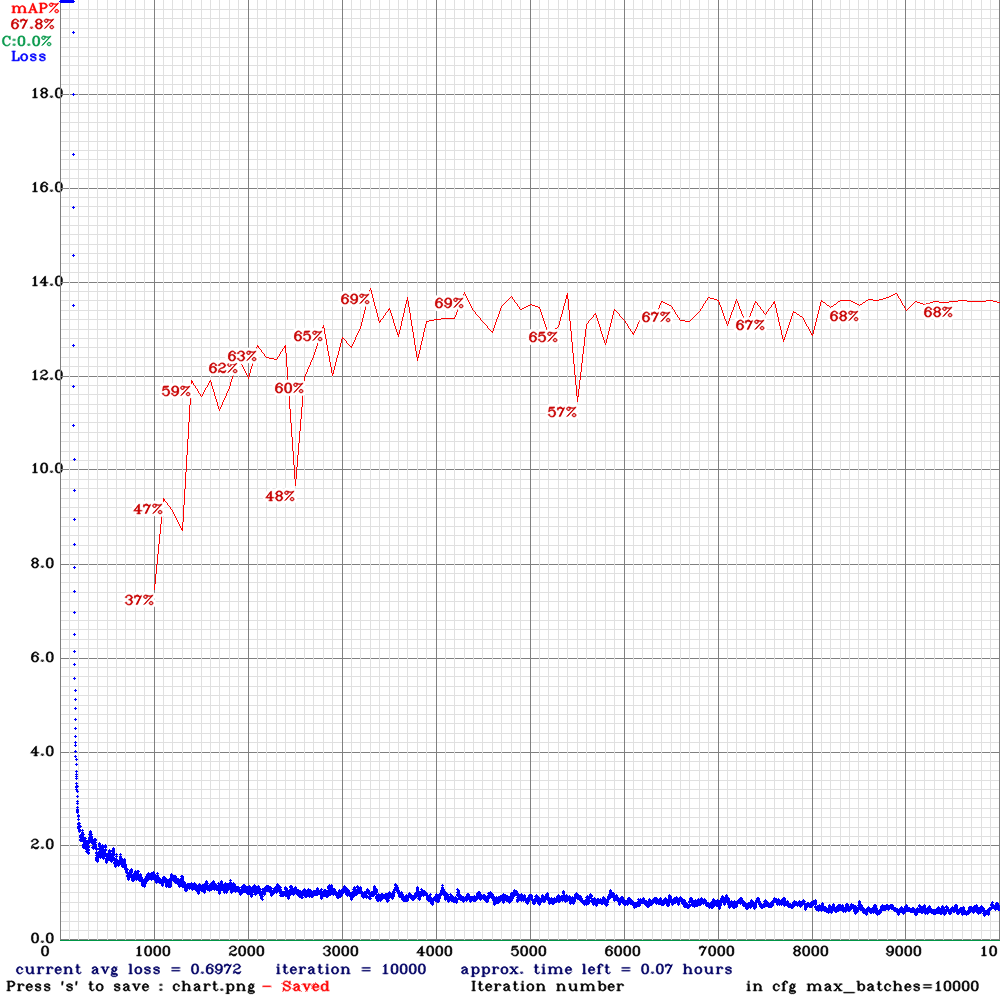 mAP%
67.8%
C:0.0%
Loss
18.0
16.0
14.0
69% 69%
65% 65% 67% 67% 68% 68%
62% 63%
12.0
59% 60% 57%
10.0
47% 48%
8.0
37%
6.0
4.0
2.0
0.0
0 1000 2000 3000 4000 5000 6000 7000 8000 9000 10
current avg loss = 0.6972 iteration = 10000 approx. time left = 0.07 hours
Press 's' to save : chart.png - Saved Iteration number in cfg max_batches=10000